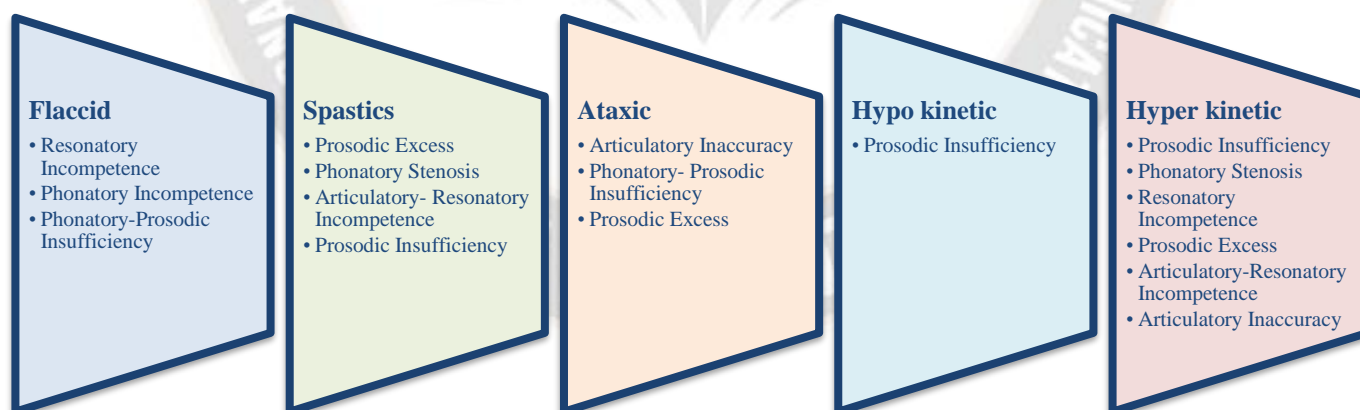 Flaccid
• Resonatory
Incompetence
• Phonatory Incompetence
• Phonatory-Prosodic
Insufficiency
Spastics
• Prosodic Excess
• Phonatory Stenosis
• Articulatory- Resonatory
Incompetence
• Prosodic Insufficiency
Ataxic
• Articulatory Inaccuracy
• Phonatory- Prosodic
Insufficiency
• Prosodic Excess
Hypo kinetic
• Prosodic Insufficiency
Hyper kinetic
• Prosodic Insufficiency
• Phonatory Stenosis
• Resonatory
Incompetence
• Prosodic Excess
• Articulatory-Resonatory
Incompetence
• Articulatory Inaccuracy